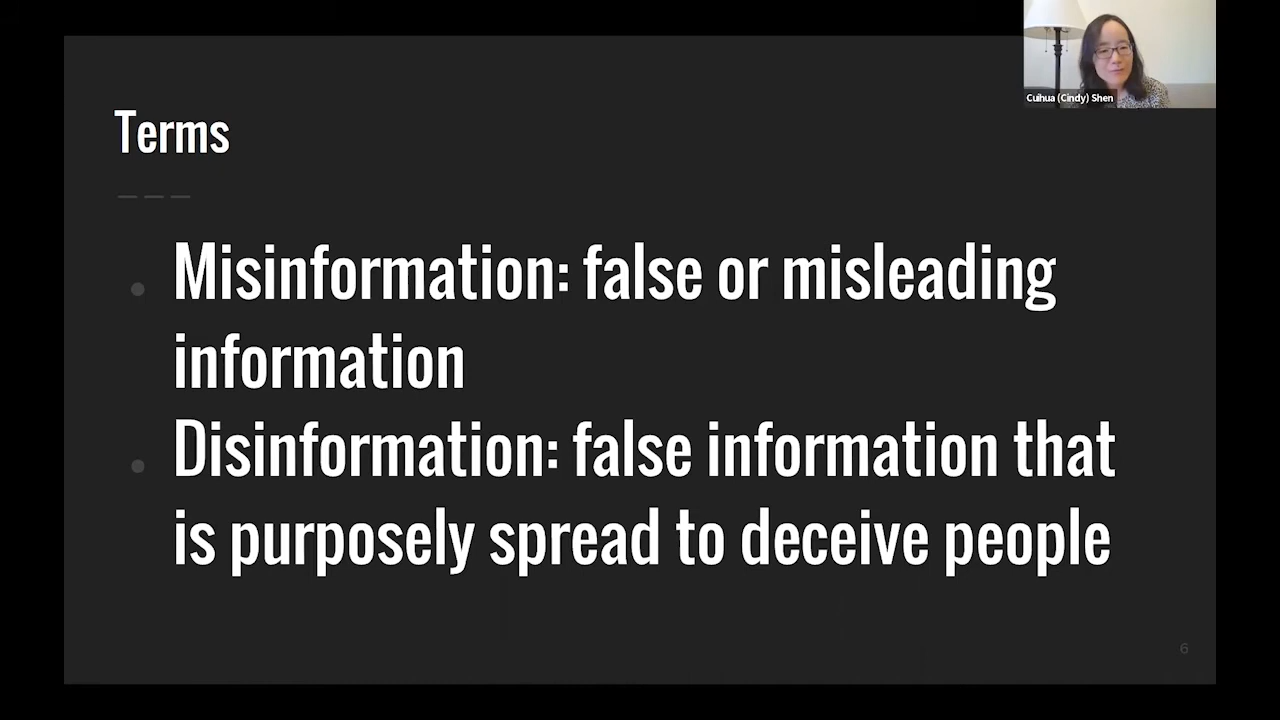 Cuihua (Cindy) Shen
Terms
Misinformation: false or misleading
information
Disinformation: false information that
is purposely spread to deceive people
6